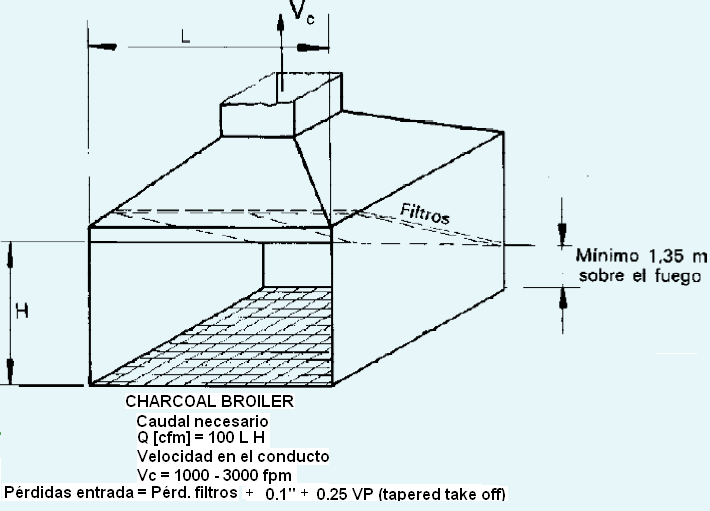 Vc
L
Filtros
Mínimo 1,35 m
sobre el fuego
H
CHARCOAL BROILER
Caudal necesario
Q [cfm] = 100 L H
Velocidad en el conducto
Vc = 1000 - 3000 fpm
Pérdidas entrada = Pérd. filtros + 0.1" + 0.25 VP (tapered take off)